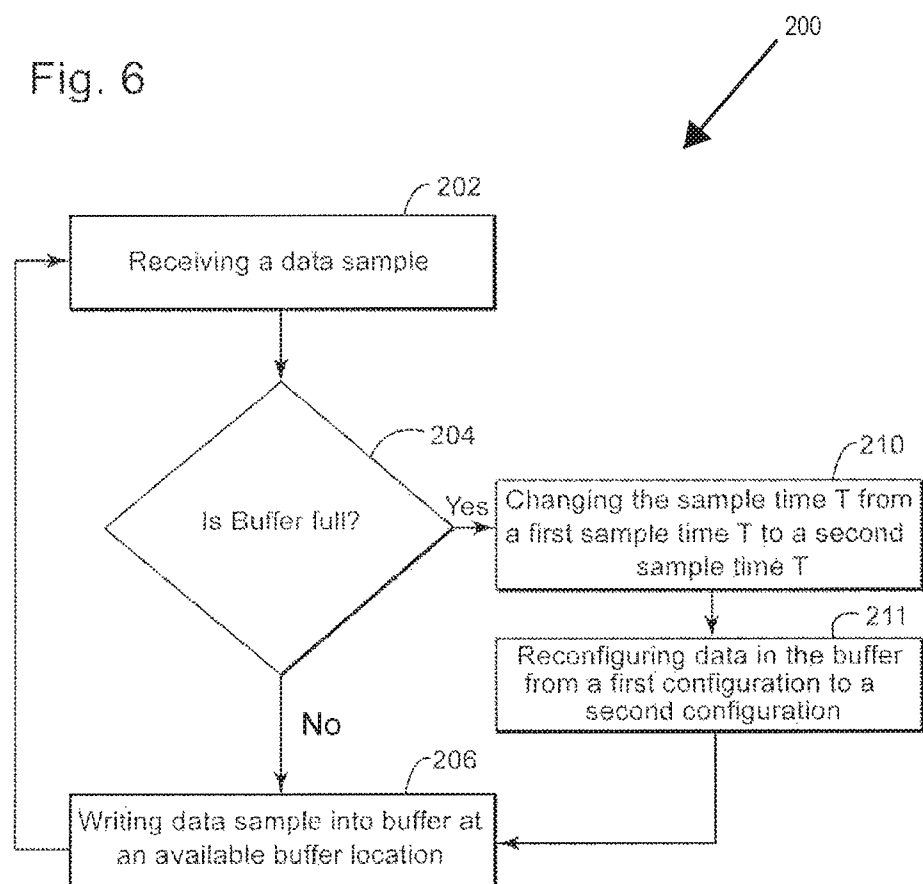 Fig. 6
200
202
Receiving a data sample
204
Is Buffer full?
Yes
210
Changing the sample time T from
a first sample time T to a second
sample time T
211
Reconfiguring data in the buffer
from a first configuration to a
second configuration
No
206
Writing data sample into buffer at
an available buffer location